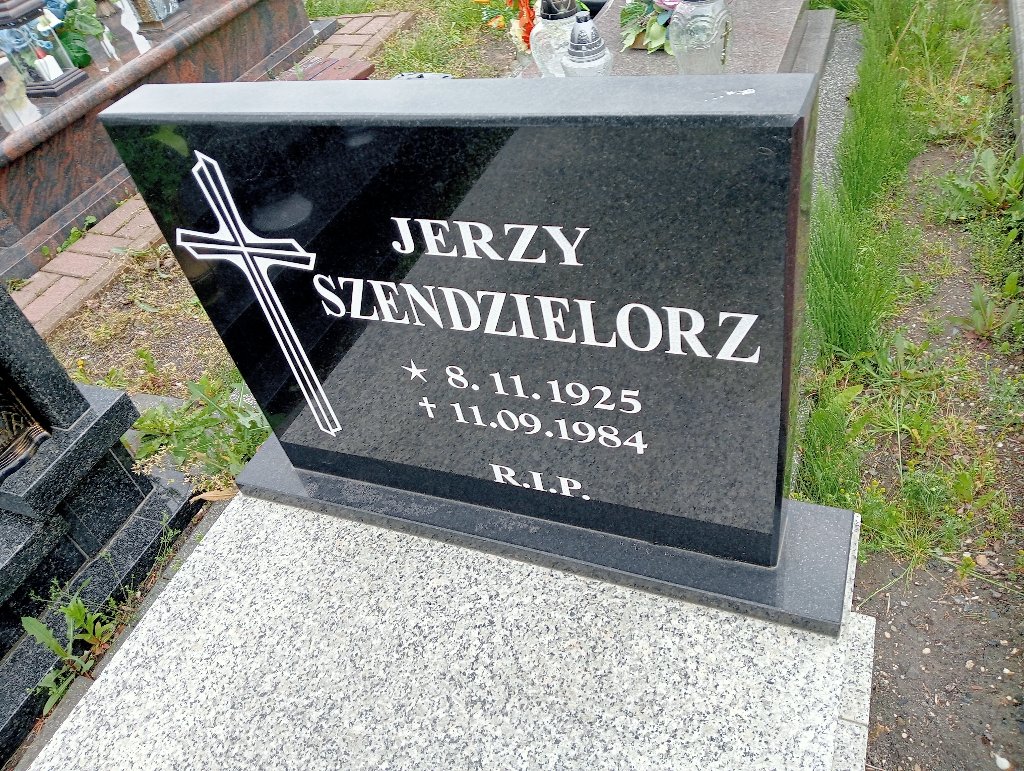 JERZY
SZENDZIELORZ
★ 8. 11. 1925
✝ 11.09.1984
R.I.P.